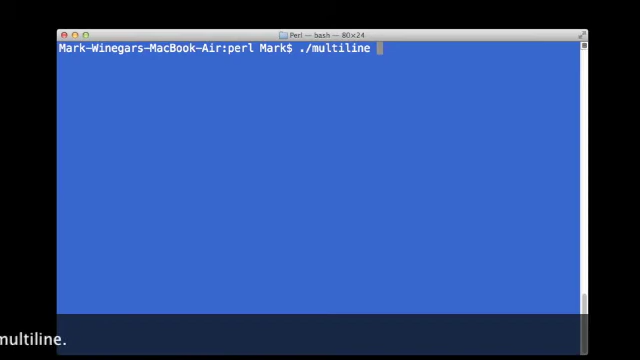 Perl — bash — 80×24
Mark-Winegars-MacBook-Air:perl Mark$ ./multiline
multiline.